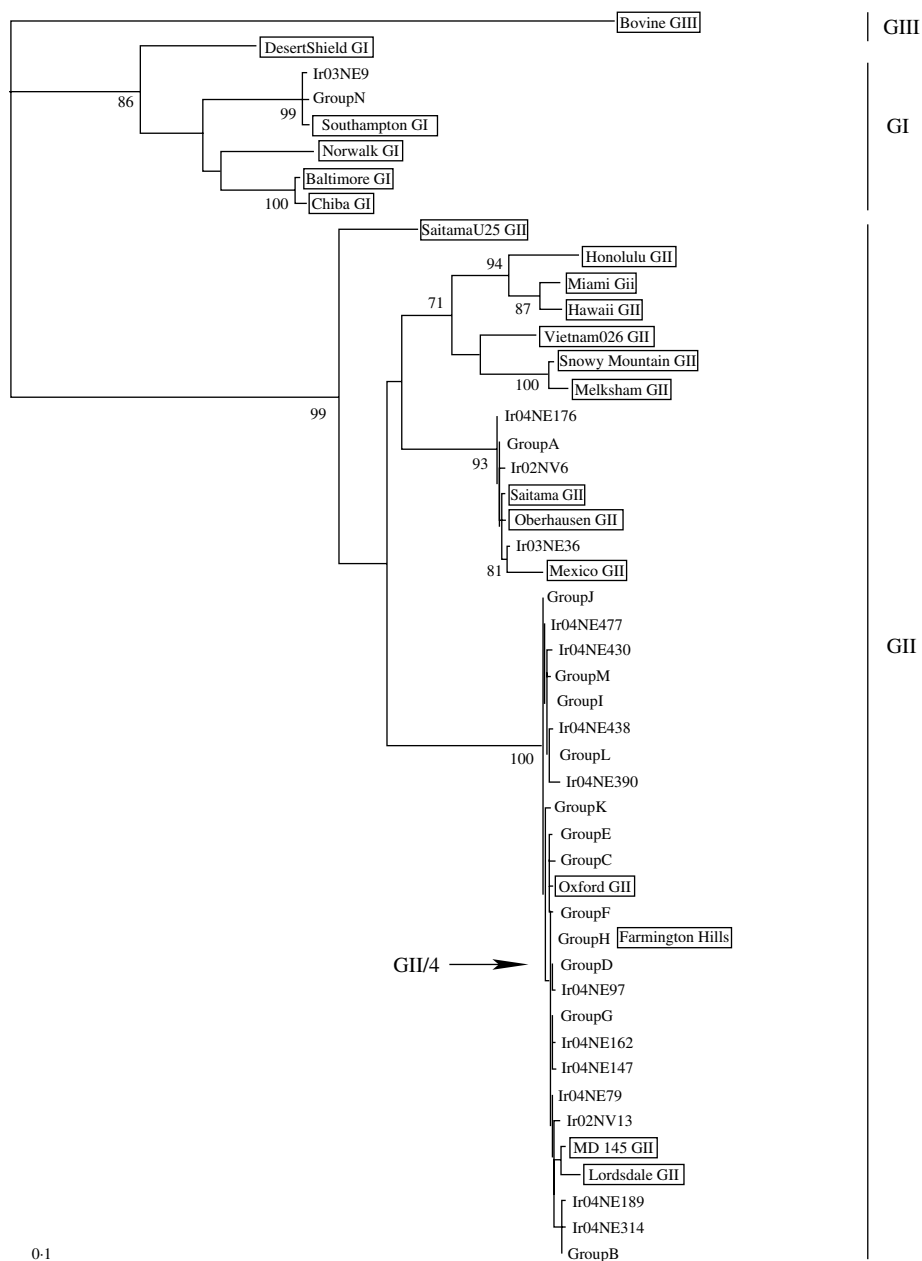 Bovine GIII
GIII
DesertShield GI
Ir03NE9
86
GroupN
99
Southampton GI
GI
Norwalk GI
Baltimore GI
100
Chiba GI
SaitamaU25 GII
Honolulu GII
94
Miami Gii
71
87
Hawaii GII
Vietnam026 GII
Snowy Mountain GII
100
Melksham GII
99
Ir04NE176
GroupA
93
Ir02NV6
Saitama GII
Oberhausen GII
Ir03NE36
81
Mexico GII
GroupJ
Ir04NE477
GII
Ir04NE430
GroupM
GroupI
Ir04NE438
100
GroupL
Ir04NE390
GroupK
GroupE
GroupC
Oxford GII
GroupF
GroupH Farmington Hills
GII/4
GroupD
Ir04NE97
GroupG
Ir04NE162
Ir04NE147
Ir04NE79
Ir02NV13
MD 145 GII
Lordsdale GII
Ir04NE189
Ir04NE314
0·1
GroupB